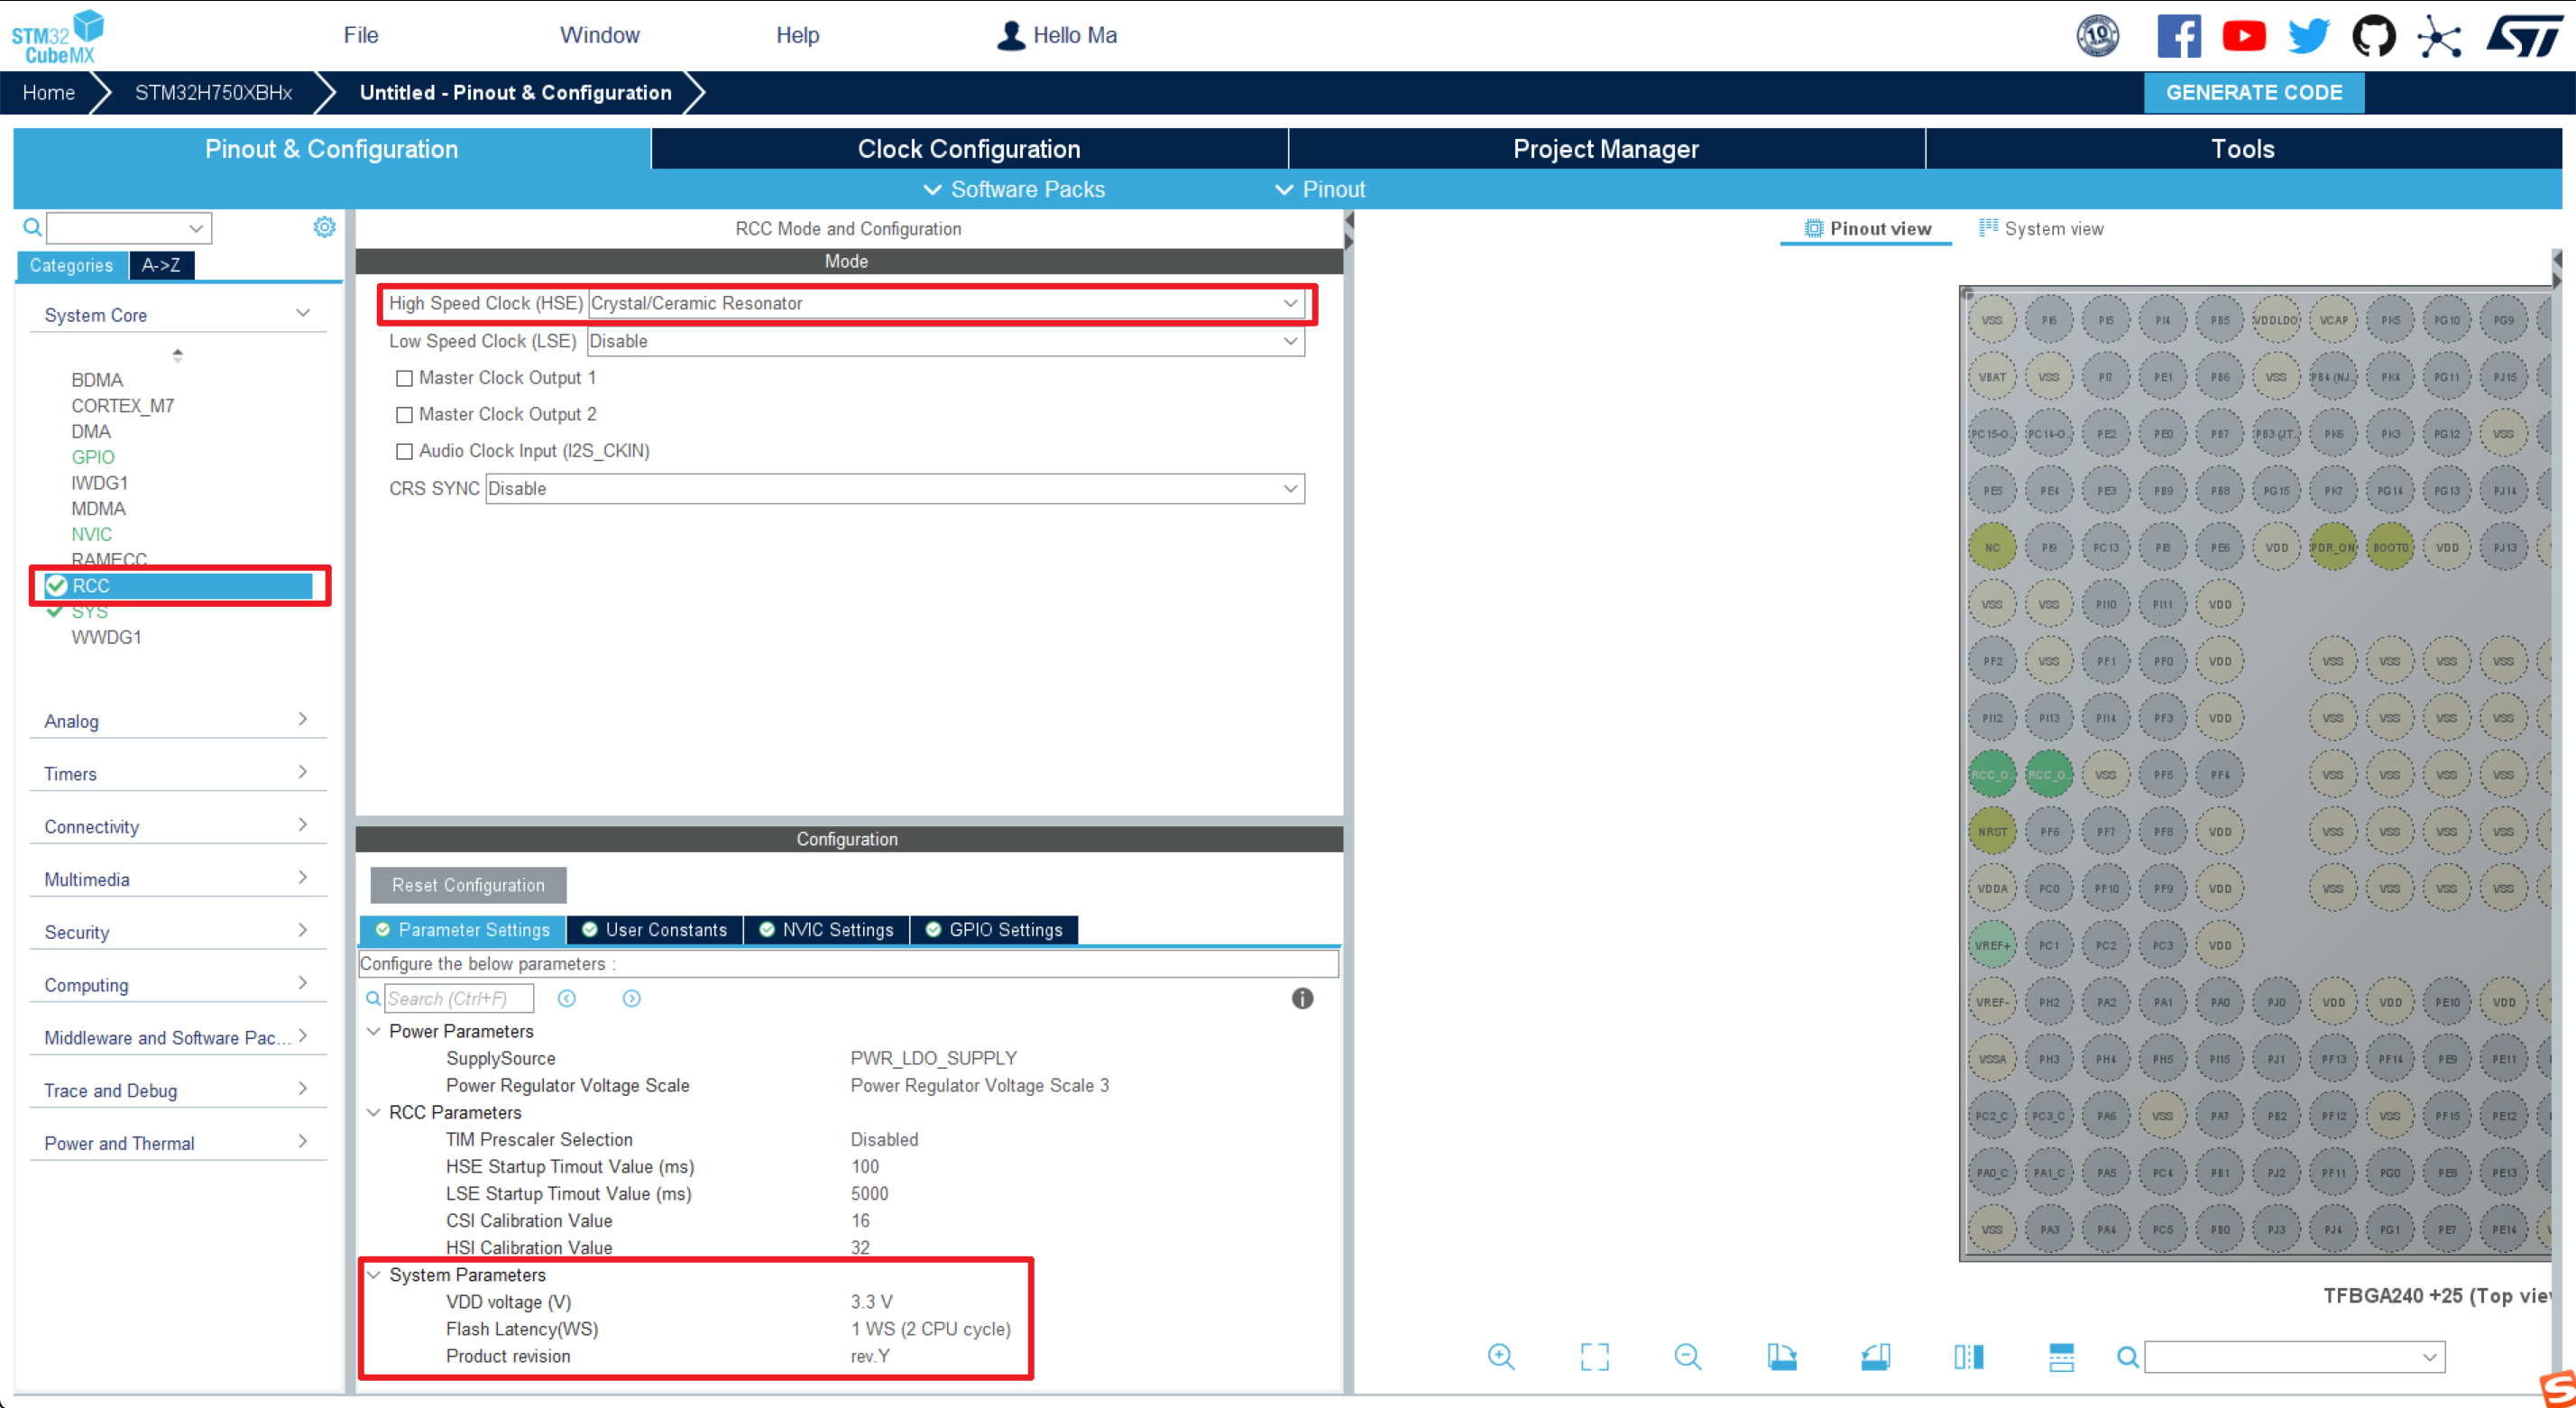 STM32
CubeMX
File
Window
Help
Hello Ma
10
Home
STM32H750XBHx
Untitled - Pinout & Configuration
GENERATE CODE
Pinout & Configuration
Clock Configuration
Project Manager
Tools
Software Packs
Pinout
Categories
A->Z
System Core
BDMA
CORTEX_M7
DMA
GPIO
IWDG1
MDMA
NVIC
RAMECC
RCC
SYS
WWDG1
Analog
Timers
Connectivity
Multimedia
Security
Computing
Middleware and Software Pac...
Trace and Debug
Power and Thermal
RCC Mode and Configuration
Mode
High Speed Clock (HSE) Crystal/Ceramic Resonator
Low Speed Clock (LSE) Disable
Master Clock Output 1
Master Clock Output 2
Audio Clock Input (I2S_CKIN)
CRS SYNC Disable
Configuration
Reset Configuration
Parameter Settings
User Constants
NVIC Settings
GPIO Settings
Configure the below parameters :
Search (Ctrl+F)
Power Parameters
SupplySource PWR_LDO_SUPPLY
Power Regulator Voltage Scale Power Regulator Voltage Scale 3
RCC Parameters
TIM Prescaler Selection Disabled
HSE Startup Timout Value (ms) 100
LSE Startup Timout Value (ms) 5000
CSI Calibration Value 16
HSI Calibration Value 32
System Parameters
VDD voltage (V) 3.3 V
Flash Latency(WS) 1 WS (2 CPU cycle)
Product revision rev.Y
Pinout view
System view
VSS PI6 PI5 PI4 PB5 VDDLDO VCAP PK5 PG10 PG9
VBAT VSS PI7 PE1 PB6 VSS PB4 (NJ.. PK4 PG11 PJ15
PC15-O.. PC14-O.. PE2 PE0 PB7 PB3 (JT.. PK6 PK3 PG12 VSS
PE5 PE4 PE3 PB9 PB8 PG15 PK7 PG14 PG13 PJ14
NC PI9 PC13 PI8 PE6 VDD PDR_ON BOOT0 VDD PJ13
VSS VSS PI10 PI11 VDD
PF2 VSS PF1 PF0 VDD VSS VSS VSS VSS
PI12 PI13 PI14 PF3 VDD VSS VSS VSS VSS
RCC_O.. RCC_O.. VSS PF5 PF4 VSS VSS VSS VSS
NRST PF6 PF7 PF8 VDD VSS VSS VSS VSS
VDDA PC0 PF10 PF9 VDD VSS VSS VSS VSS
VREF+ PC1 PC2 PC3 VDD
VREF- PH2 PA2 PA1 PA0 PJ0 VDD VDD PE10 VDD
VSSA PH3 PH4 PH5 PI15 PJ1 PF13 PF14 PE9 PE11
PC2_C PC3_C PA6 VSS PA7 PB2 PF12 VSS PF15 PE12
PA0_C PA1_C PA5 PC4 PB1 PJ2 PF11 PG0 PE8 PE13
VSS PA3 PA4 PC5 PB0 PJ3 PJ4 PG1 PE7 PE14
TFBGA240 +25 (Top vie